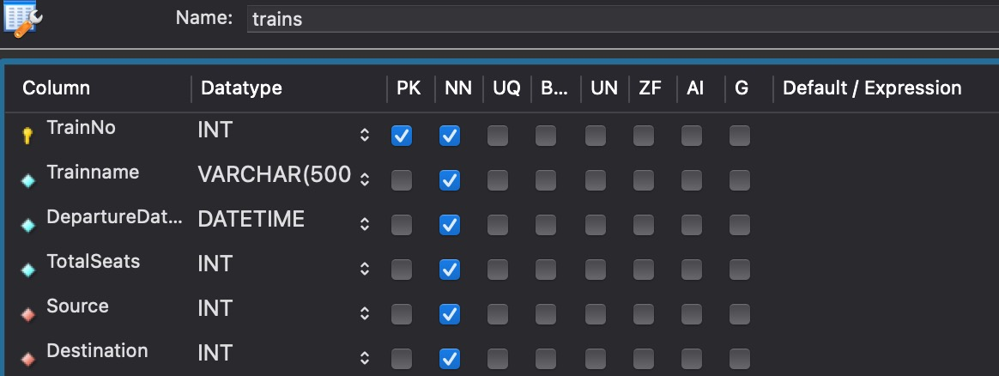 Name: trains
Column Datatype PK NN UQ B... UN ZF AI G Default / Expression
TrainNo INT
Trainname VARCHAR(500
DepartureDat... DATETIME
TotalSeats INT
Source INT
Destination INT